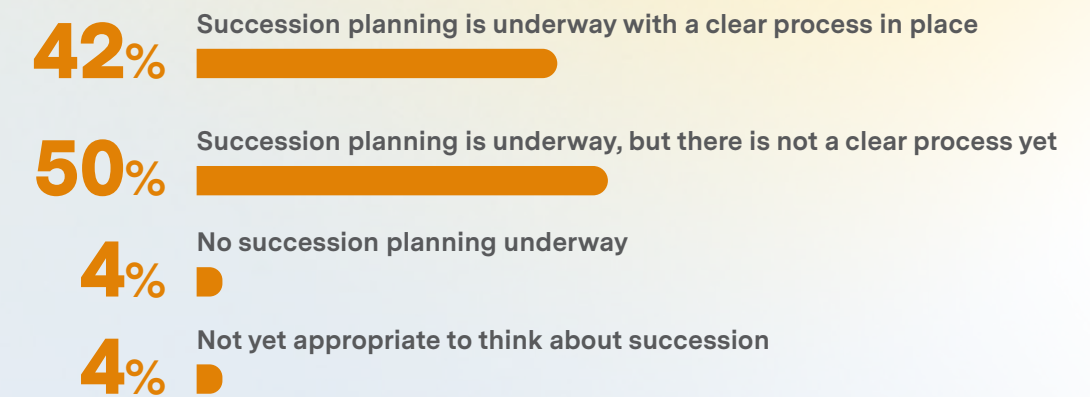 Succession planning is underway with a clear process in place
42%
Succession planning is underway, but there is not a clear process yet
50%
No succession planning underway
4%
Not yet appropriate to think about succession
4%